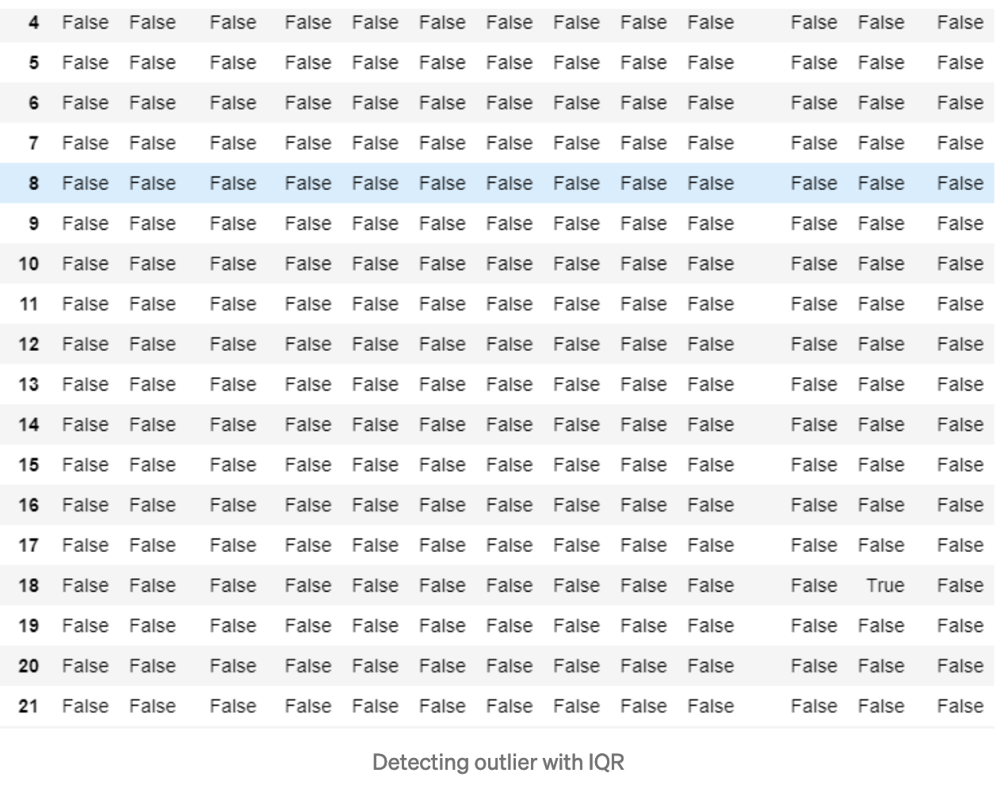 4 False False False False False False False False False False False False False
5 False False False False False False False False False False False False False
6 False False False False False False False False False False False False False
7 False False False False False False False False False False False False False
8 False False False False False False False False False False False False False
9 False False False False False False False False False False False False False
10 False False False False False False False False False False False False False
11 False False False False False False False False False False False False False
12 False False False False False False False False False False False False False
13 False False False False False False False False False False False False False
14 False False False False False False False False False False False False False
15 False False False False False False False False False False False False False
16 False False False False False False False False False False False False False
17 False False False False False False False False False False False False False
18 False False False False False False False False False False False True False
19 False False False False False False False False False False False False False
20 False False False False False False False False False False False False False
21 False False False False False False False False False False False False False
Detecting outlier with IQR